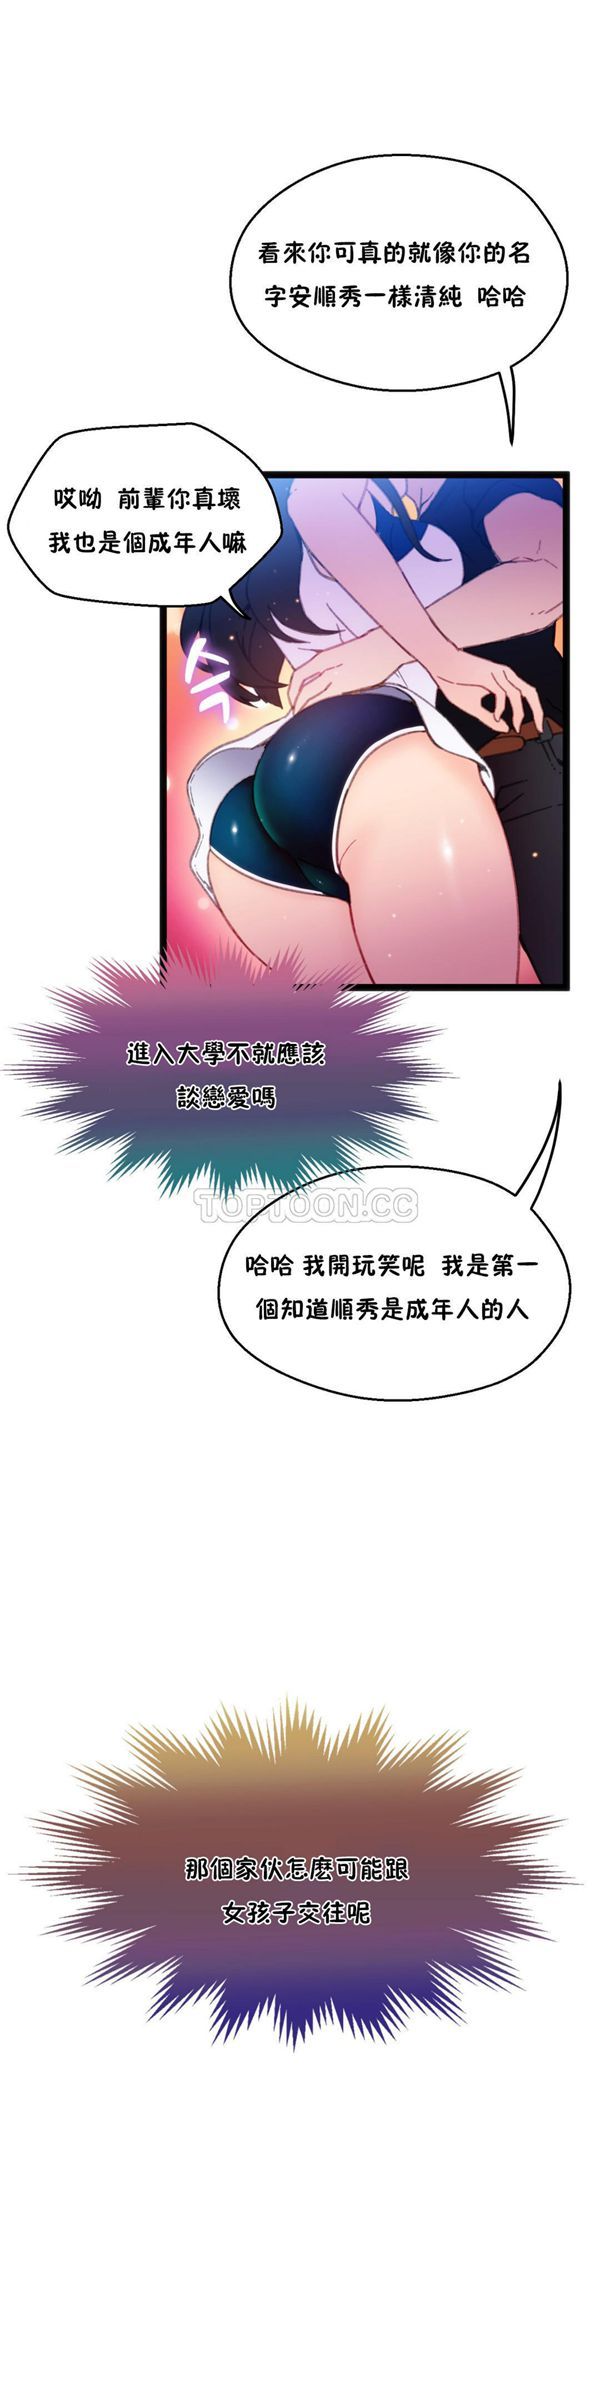 看來你可真的就像你的名
字安順秀一樣清純 哈哈
哎呦 前輩你真壞
我也是個成年人嘛
進入大學不就應該
談戀愛嗎
TOPTOON.CC
哈哈 我開玩笑呢 我是第一
個知道順秀是成年人的人
那個家伙怎麼可能跟
女孩子交往呢